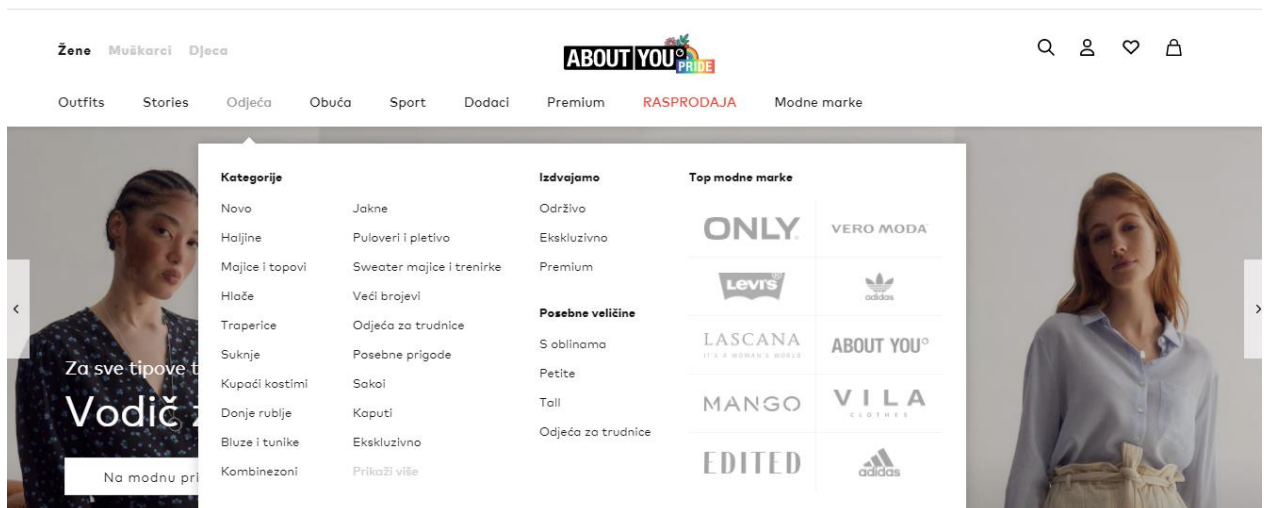 Žene Muškarci Djeca
ABOUT YOU° PRIDE
Outfits Stories Odjeća Obuća Sport Dodaci Premium RASPRODAJA Modne marke
Kategorije
Novo
Haljine
Majice i topovi
Hlače
Traperice
Suknje
Kupaći kostimi
Donje rublje
Bluze i tunike
Kombinezoni
Jakne
Puloveri i pletivo
Sweater majice i trenirke
Veći brojevi
Odjeća za trudnice
Posebne prigode
Sakoi
Kaputi
Ekskluzivno
Prikaži više
Izdvajamo
Održivo
Ekskluzivno
Premium
Posebne veličine
S oblinama
Petite
Tall
Odjeća za trudnice
Top modne marke
ONLY
VERO MODA
LEVI'S
adidas
LASCANA
IT'S A WOMAN'S WORLD
ABOUT YOU°
MANGO
VILA
CLOTHES
EDITED
adidas
Za sve tipove t
Vodič z
Na modnu pri